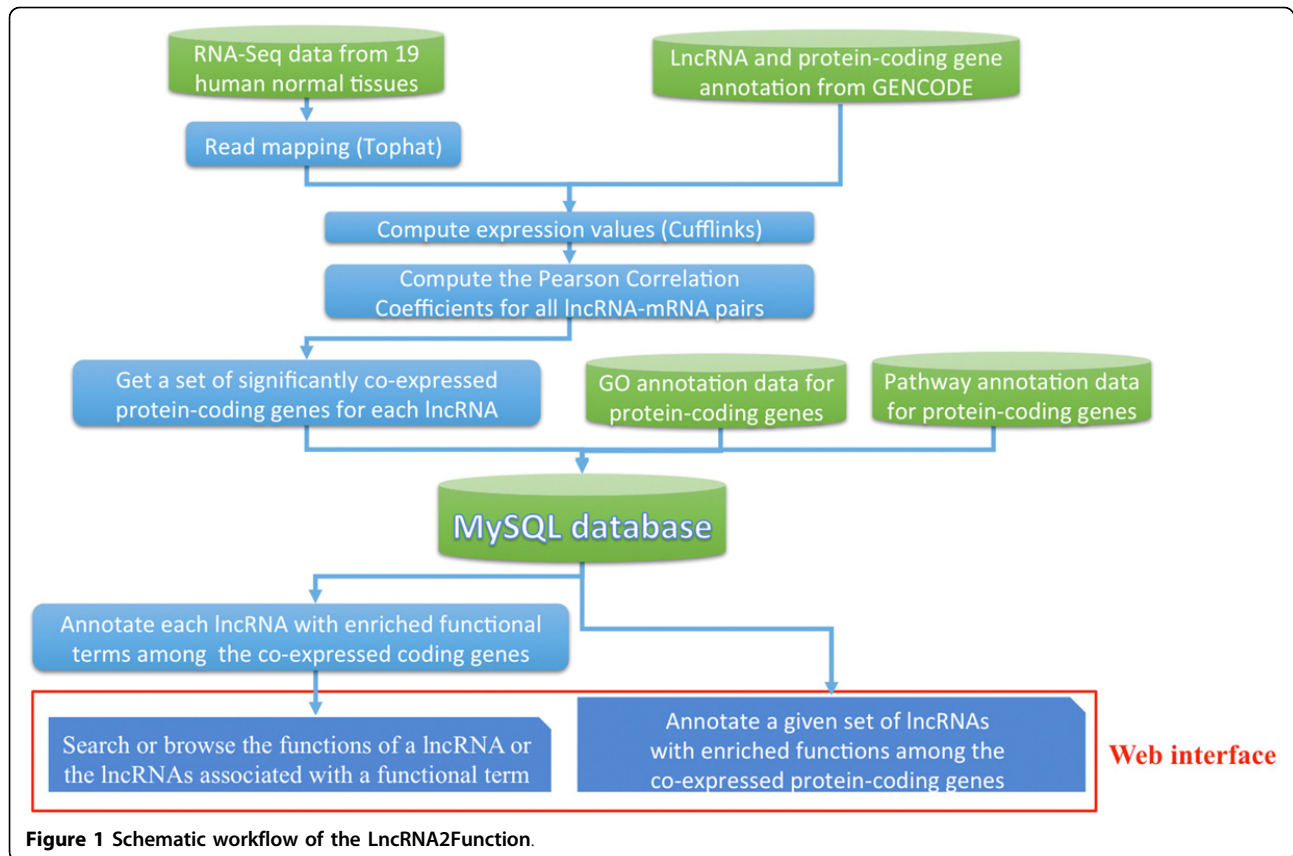 RNA-Seq data from 19
human normal tissues
LncRNA and protein-coding gene
annotation from GENCODE
Read mapping (Tophat)
Compute expression values (Cufflinks)
Compute the Pearson Correlation
Coefficients for all lncRNA-mRNA pairs
Get a set of significantly co-expressed
protein-coding genes for each lncRNA
GO annotation data for
protein-coding genes
Pathway annotation data
for protein-coding genes
MySQL database
Annotate each lncRNA with enriched functional
terms among the co-expressed coding genes
Search or browse the functions of a lncRNA or
the lncRNAs associated with a functional term
Annotate a given set of lncRNAs
with enriched functions among the
co-expressed protein-coding genes
Web interface
Figure 1 Schematic workflow of the LncRNA2Function.